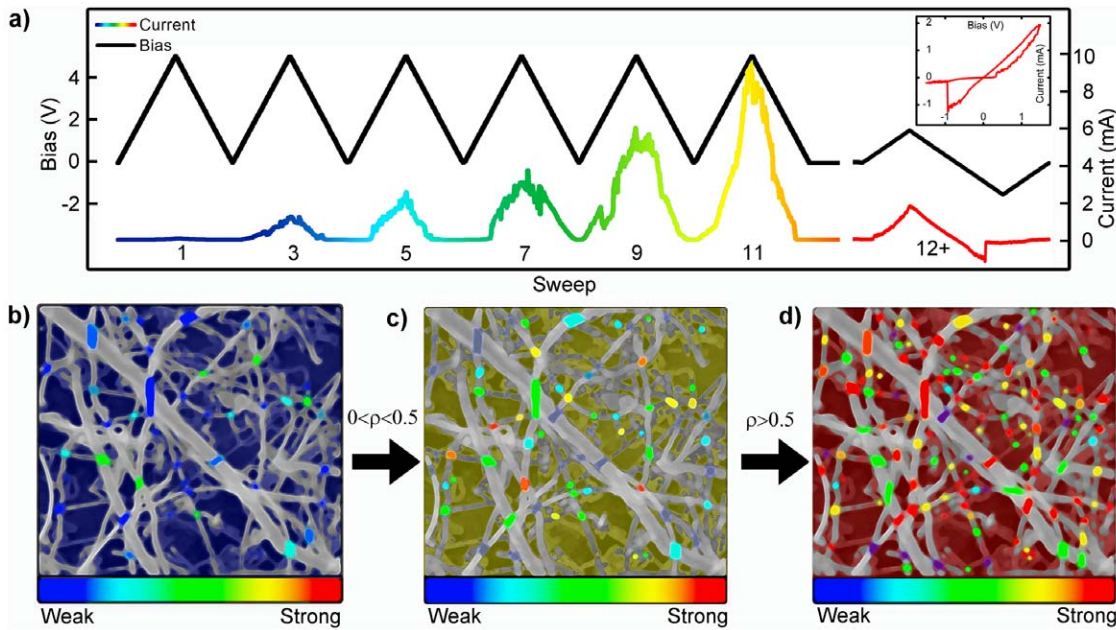 a)
Current
Bias
Bias (V)
4
2
0
-2
1
3
5
7
9
11
12+
Sweep
10
8
6
4
2
0
Current (mA)
Bias (V)
2
1
0
-1
-1
0
1
Current (mA)
b)
c)
d)
0<ρ<0.5
ρ>0.5
Weak Strong
Weak Strong
Weak Strong